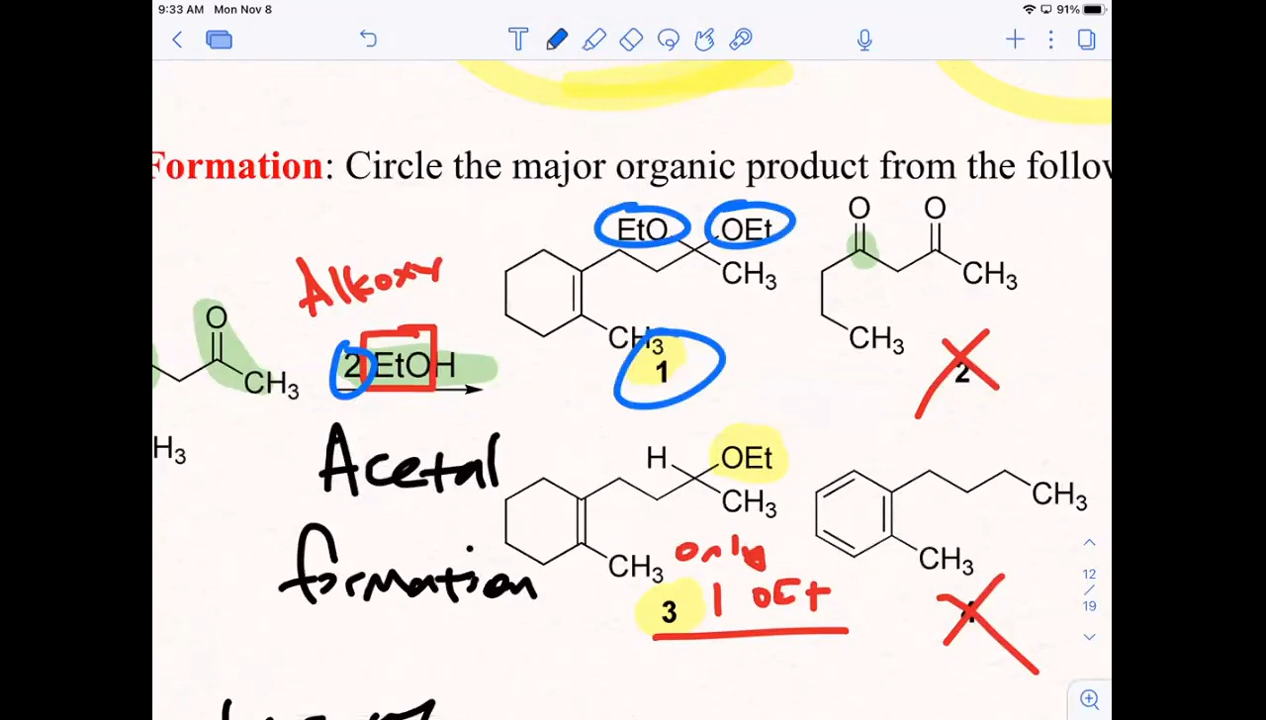 9:33 AM Mon Nov 8
91%
Formation: Circle the major organic product from the
EtO OEt
O O
CH3
CH3
CH3
CH3
1
2
Alkoxy
O
CH3
2 EtOH
H3
Acetal
formation
H OEt
CH3
CH3
3
only
1 OEt
CH3
CH3
12
/
19